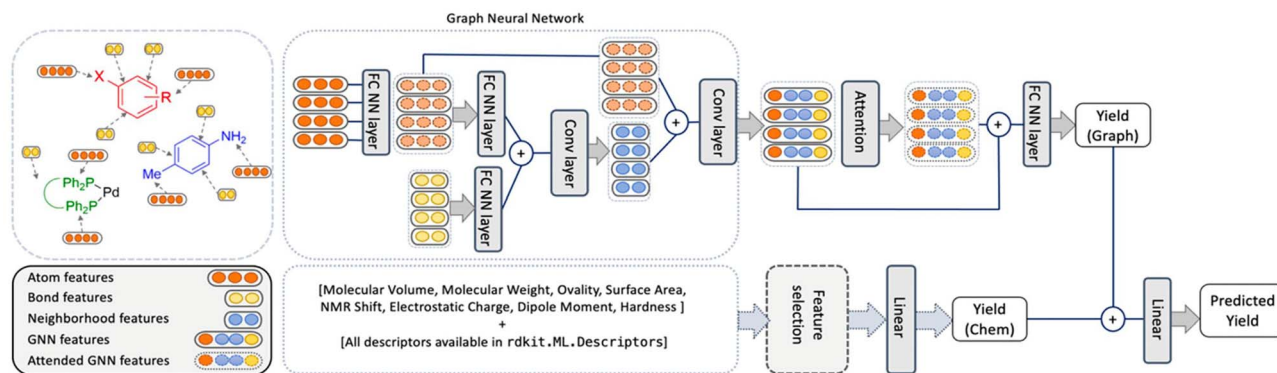 Graph Neural Network
X
R
NH2
Me
Ph2P
Pd
Ph2P
FC NN layer
FC NN layer
FC NN layer
+
Conv layer
+
Conv layer
Attention
+
FC NN layer
Yield
(Graph)
Atom features
Bond features
Neighborhood features
GNN features
Attended GNN features
[Molecular Volume, Molecular Weight, Ovality, Surface Area,
NMR Shift, Electrostatic Charge, Dipole Moment, Hardness ]
+
[All descriptors available in rdkit.ML.Descriptors]
Feature
selection
Linear
Yield
(Chem)
+
Linear
Predicted
Yield